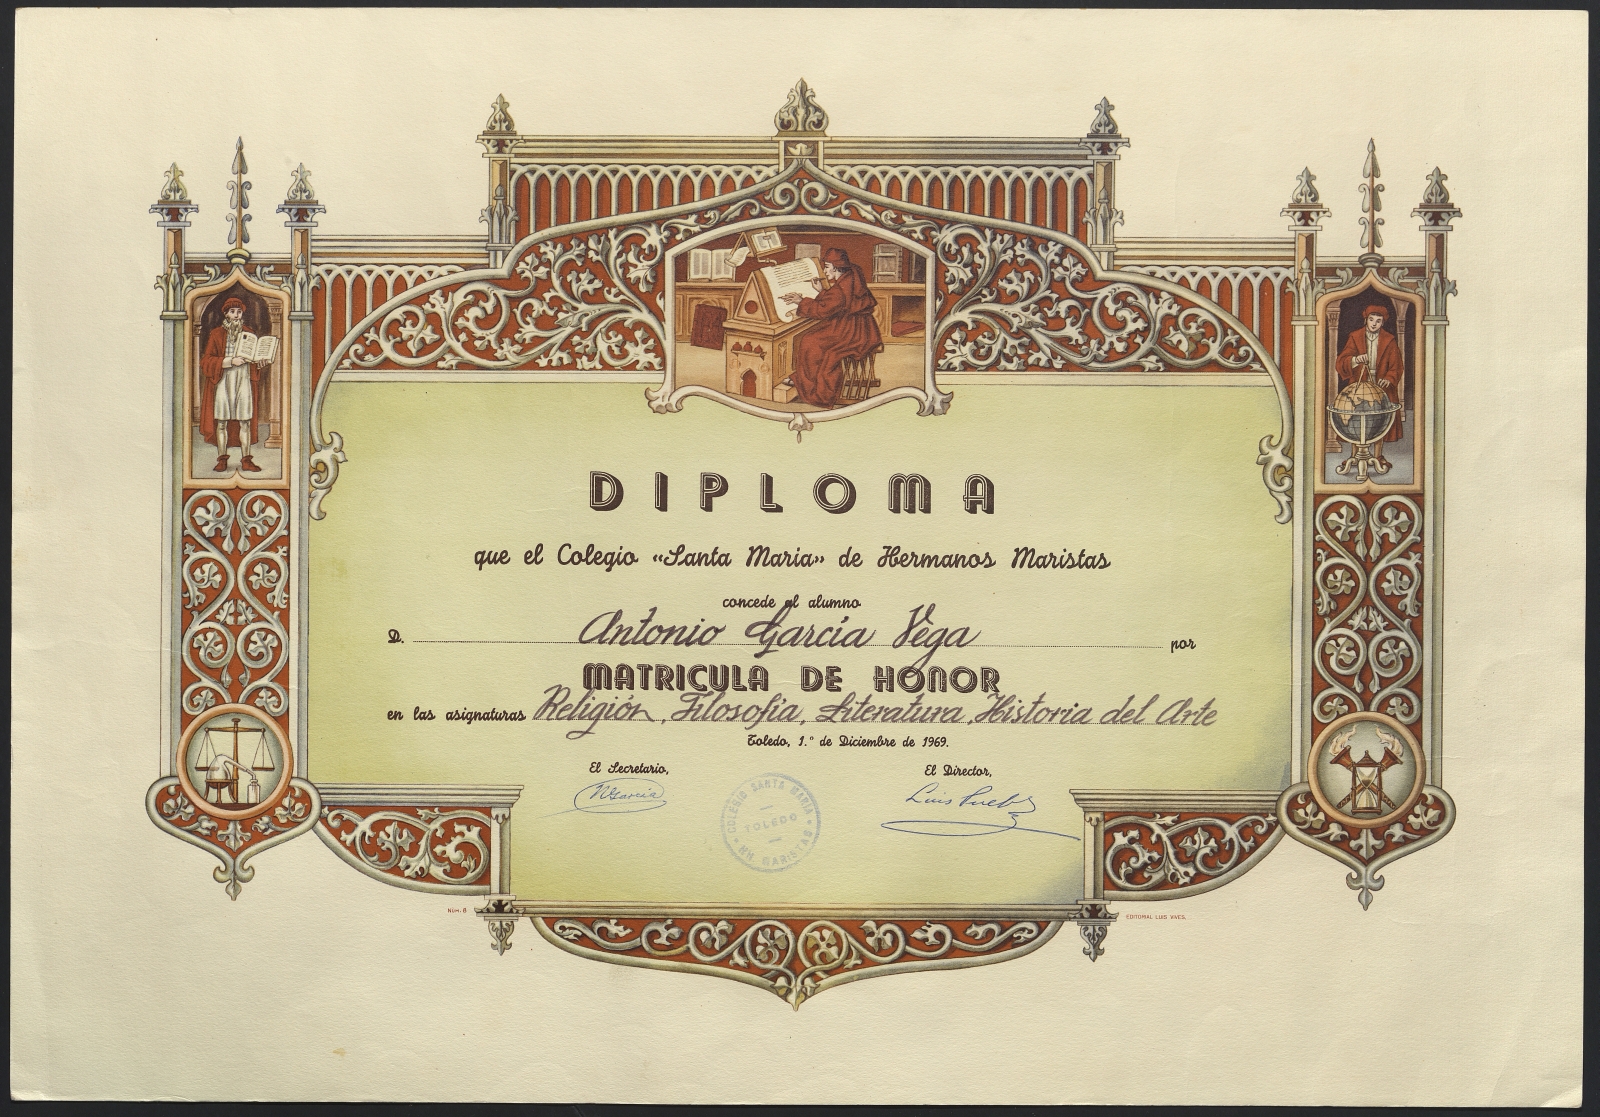 DIPLOMA
que el Colegio «Santa Maria» de Hermanos Maristas
concede al alumno
D. Antonio García Vega por
MATRICULA DE HONOR
en las asignaturas Religión, Filosofía, Literatura, Historia del Arte
Toledo, 1.º de Diciembre de 1969.
El Secretario, El Director,
COLEGIO SANTA MARIA
TOLEDO
HH. MARISTAS
NÚM. 6 EDITORIAL LUIS VIVES.